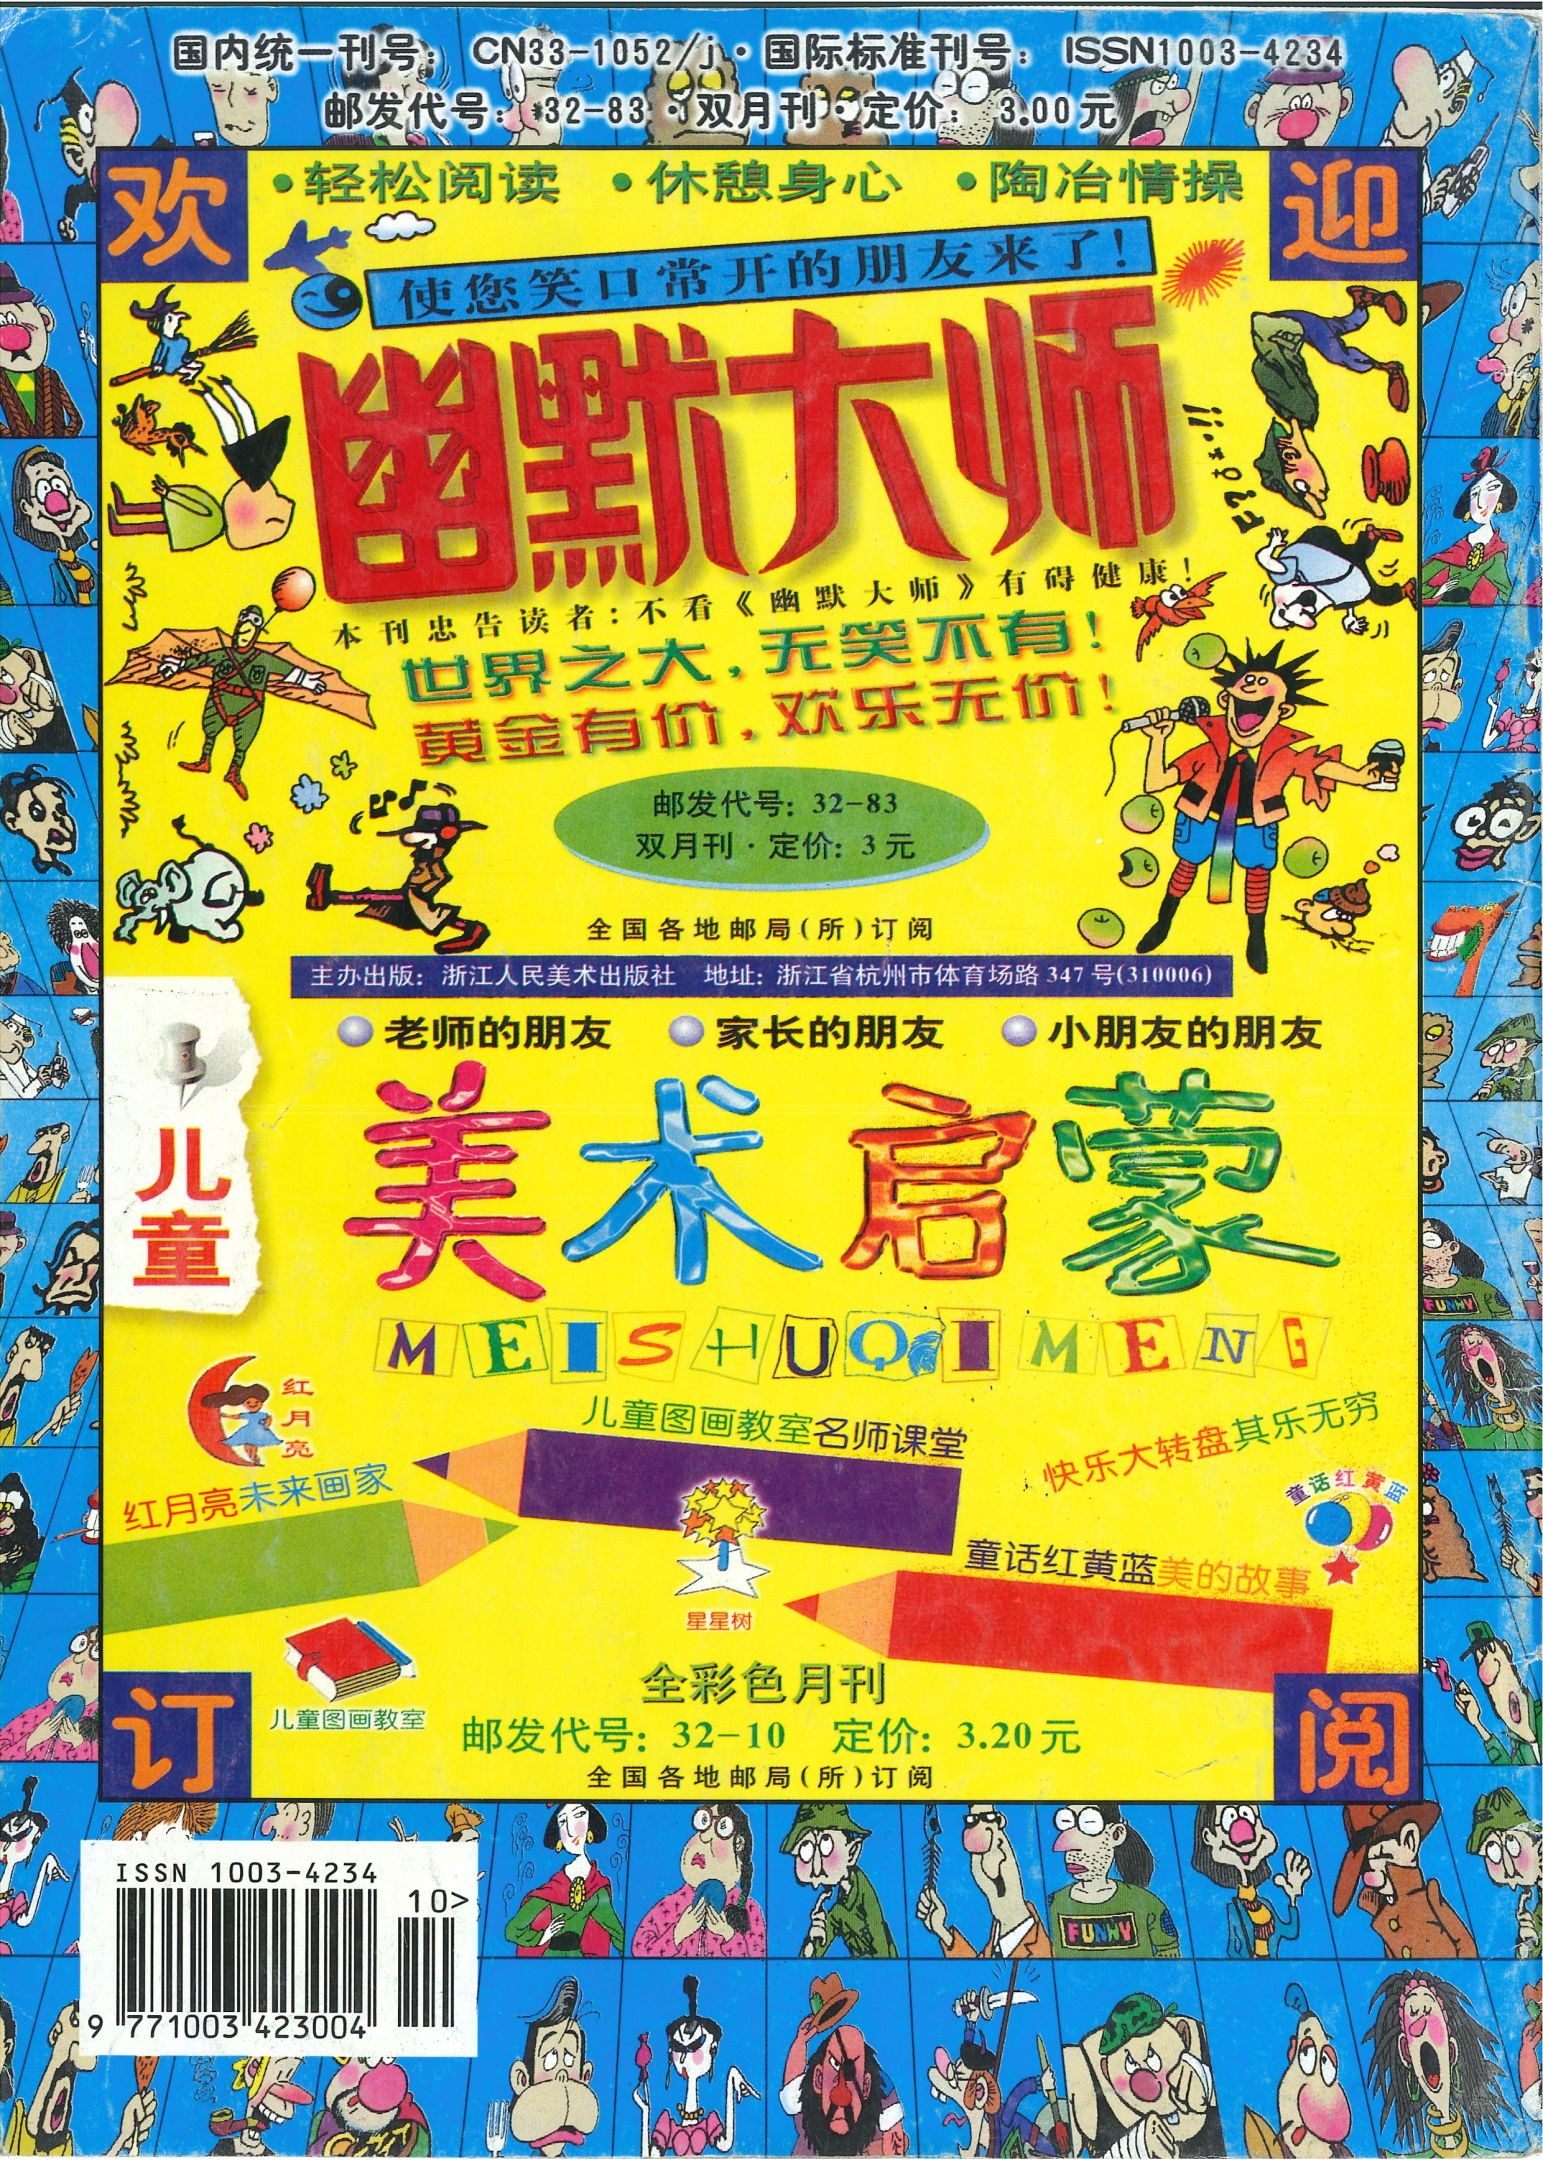 国内统一刊号：CN33-1052/j·国际标准刊号：ISSN1003-4234
邮发代号：32-83·双月刊·定价：3.00元
欢
迎
·轻松阅读 ·休憩身心 ·陶冶情操
使您笑口常开的朋友来了！
幽默大师
本刊忠告读者：不看《幽默大师》有碍健康！
世界之大，无笑不有！
黄金有价，欢乐无价！
邮发代号：32-83
双月刊·定价：3元
全国各地邮局(所)订阅
主办出版：浙江人民美术出版社 地址：浙江省杭州市体育场路347号(310006)
老师的朋友 家长的朋友 小朋友的朋友
儿童
美术启蒙
MEISHUQIMENG
红月亮
儿童图画教室名师课堂
快乐大转盘其乐无穷
红月亮未来画家
童话红黄蓝
童话红黄蓝美的故事
星星树
儿童图画教室
全彩色月刊
邮发代号：32-10 定价：3.20元
全国各地邮局(所)订阅
订
阅
ISSN 1003-4234
10>
9 771003 423004
FUNNY
FUNNY